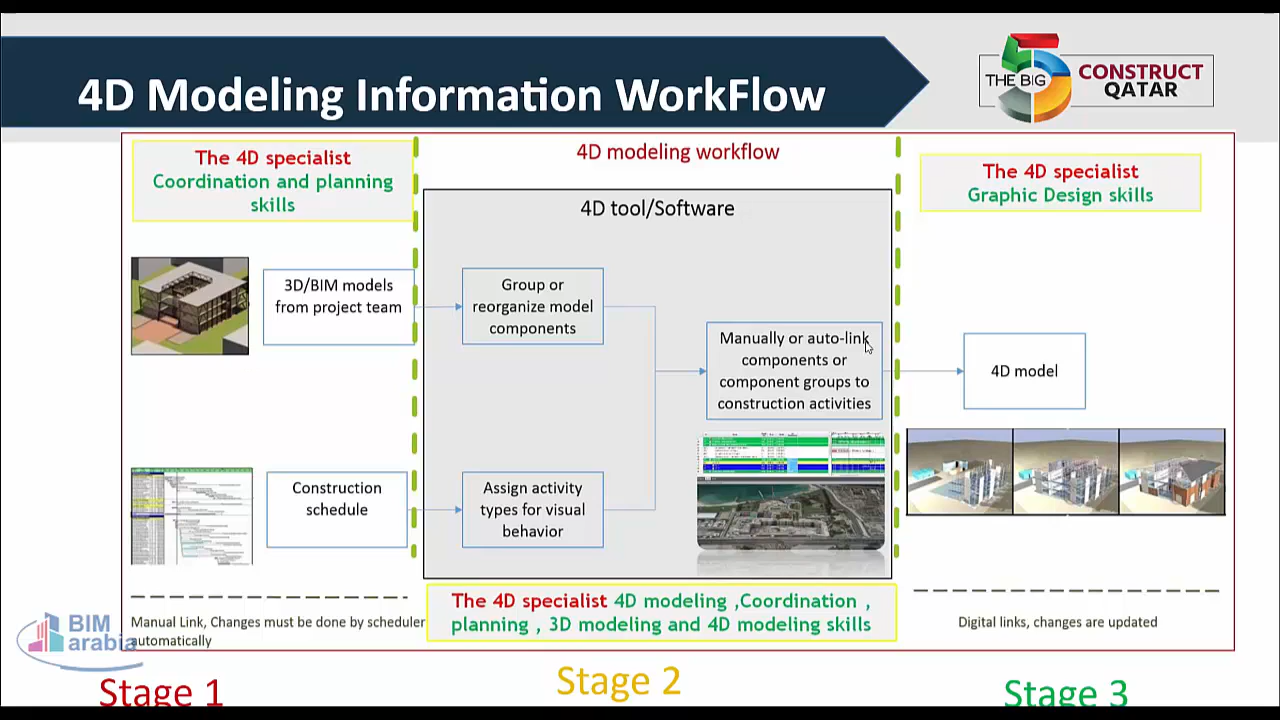 4D Modeling Information WorkFlow
THE BIG 5
CONSTRUCT
QATAR
The 4D specialist
Coordination and planning
skills
4D modeling workflow
The 4D specialist
Graphic Design skills
4D tool/Software
3D/BIM models
from project team
Group or
reorganize model
components
Manually or auto-link
components or
component groups to
construction activities
4D model
Construction
schedule
Assign activity
types for visual
behavior
The 4D specialist 4D modeling ,Coordination ,
planning , 3D modeling and 4D modeling skills
Manual Link, Changes must be done by scheduler
automatically
Digital links, changes are updated
BIM
arabia
Stage 1
Stage 2
Stage 3